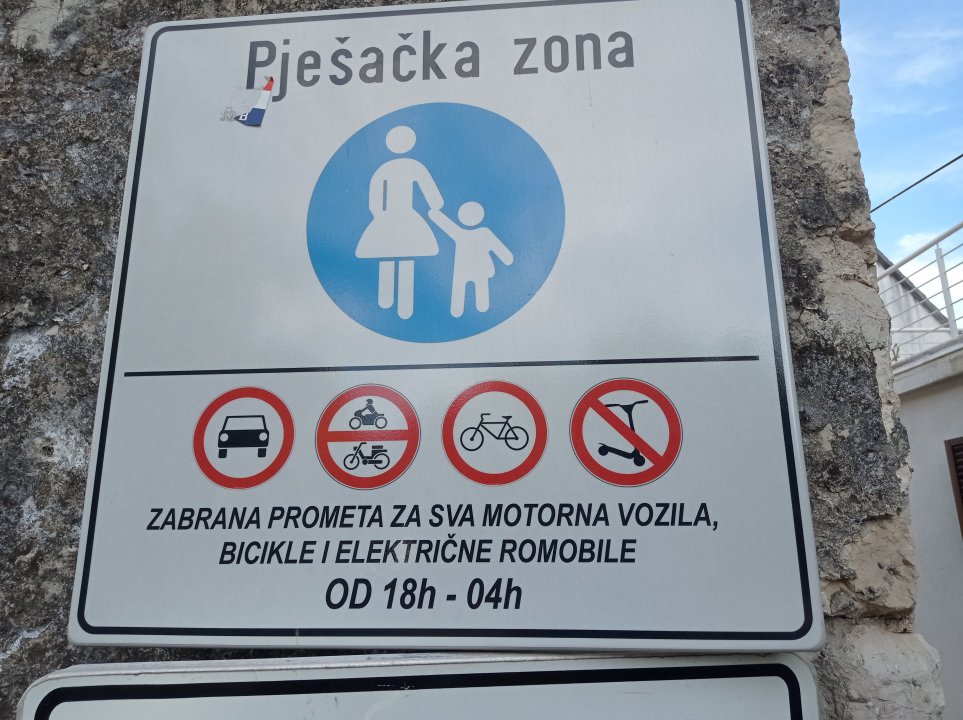 Pješačka zona
ZABRANA PROMETA ZA SVA MOTORNA VOZILA,
BICIKLE I ELEKTRIČNE ROMOBILE
OD 18h - 04h